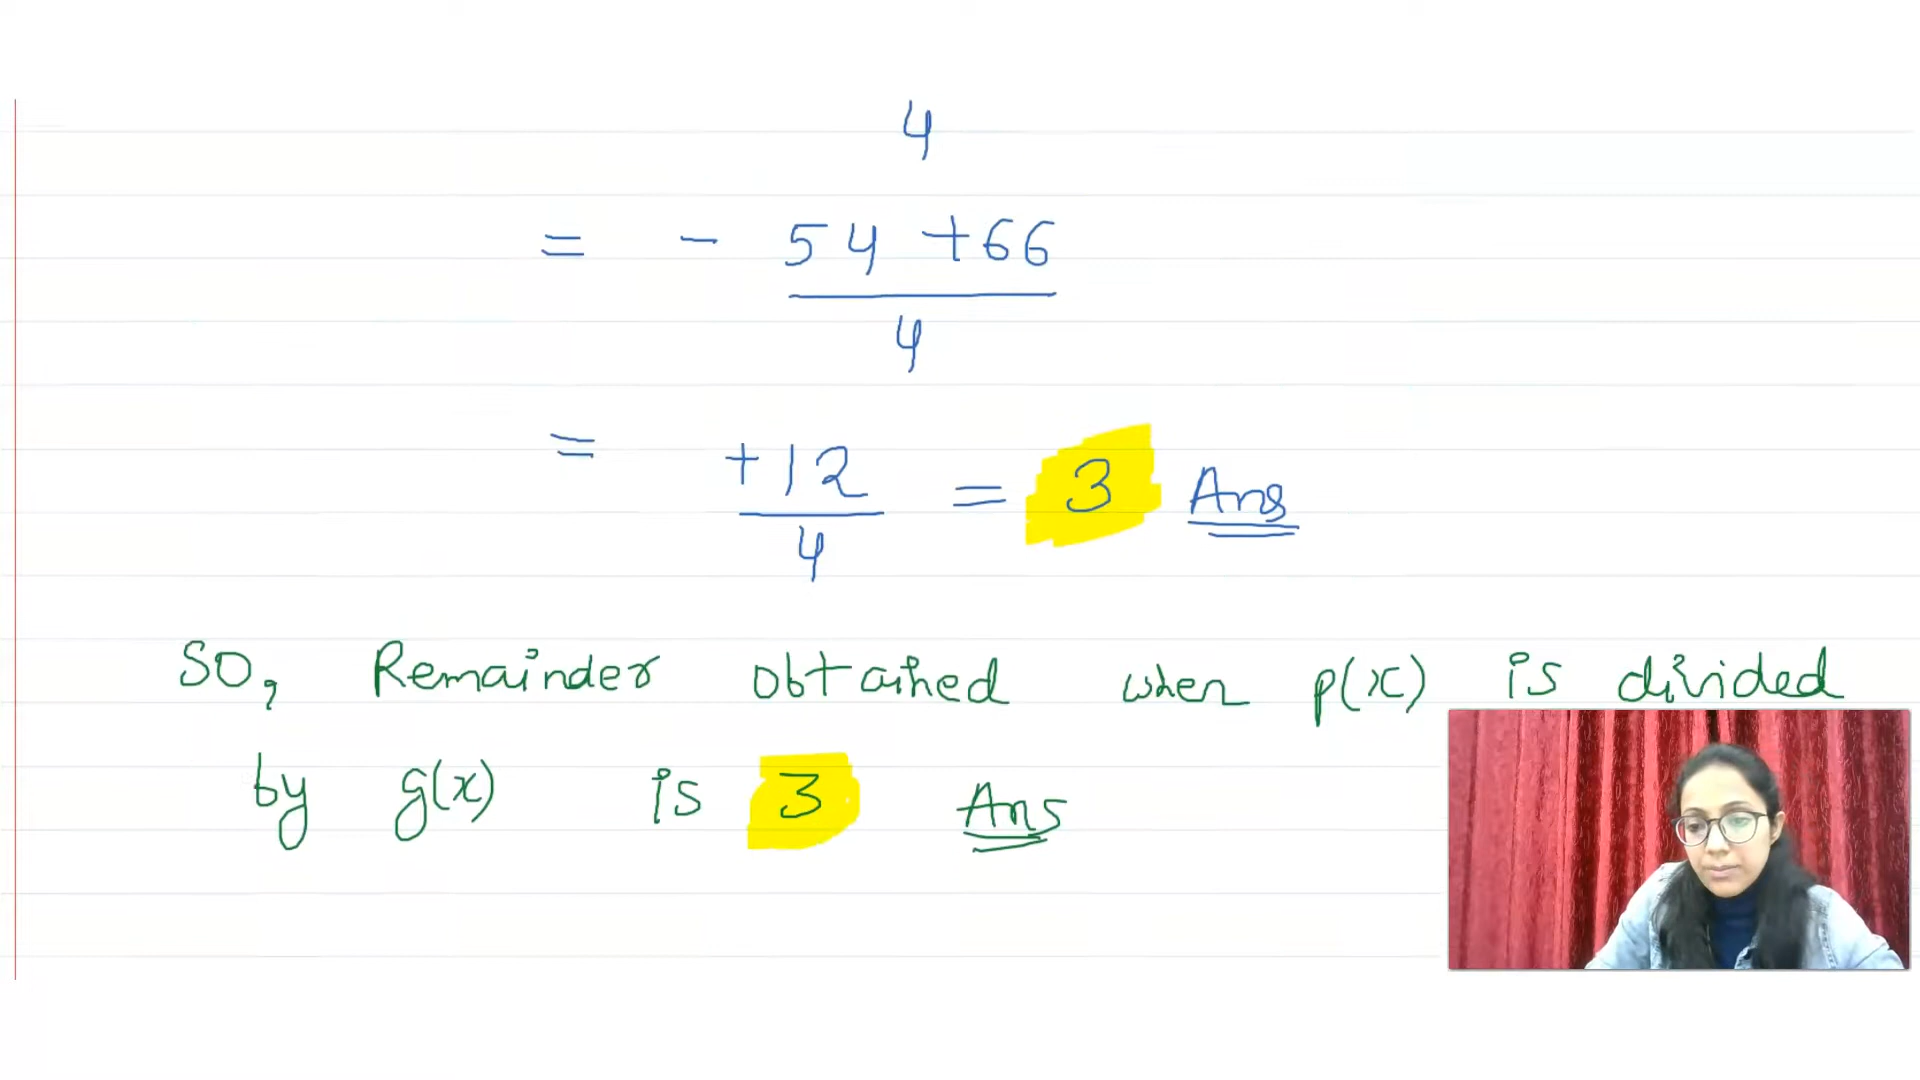 4
= - 54 +66
4
= +12 = 3 Ans
4
SO, Remainder obtained when p(x) is divided
by g(x) is 3 Ans